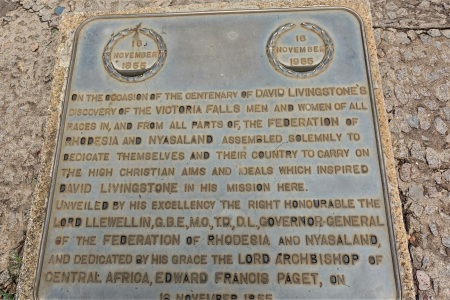 16
NOVEMBER
1855
16
NOVEMBER
1955
ON THE OCCASION OF THE CENTENARY OF DAVID LIVINGSTONE'S
DISCOVERY OF THE VICTORIA FALLS MEN AND WOMEN OF ALL
RACES IN, AND FROM ALL PARTS OF, THE FEDERATION OF
RHODESIA AND NYASALAND ASSEMBLED SOLEMNLY TO
DEDICATE THEMSELVES AND THEIR COUNTRY TO CARRY ON
THE HIGH CHRISTIAN AIMS AND IDEALS WHICH INSPIRED
DAVID LIVINGSTONE IN HIS MISSION HERE.
UNVEILED BY HIS EXCELLENCY THE RIGHT HONOURABLE THE
LORD LLEWELLIN, G.B.E., M.C., T.D., D.L., GOVERNOR-GENERAL
OF THE FEDERATION OF RHODESIA AND NYASALAND,
AND DEDICATED BY HIS GRACE THE LORD ARCHBISHOP OF
CENTRAL AFRICA, EDWARD FRANCIS PAGET, ON
16 NOVEMBER 1955